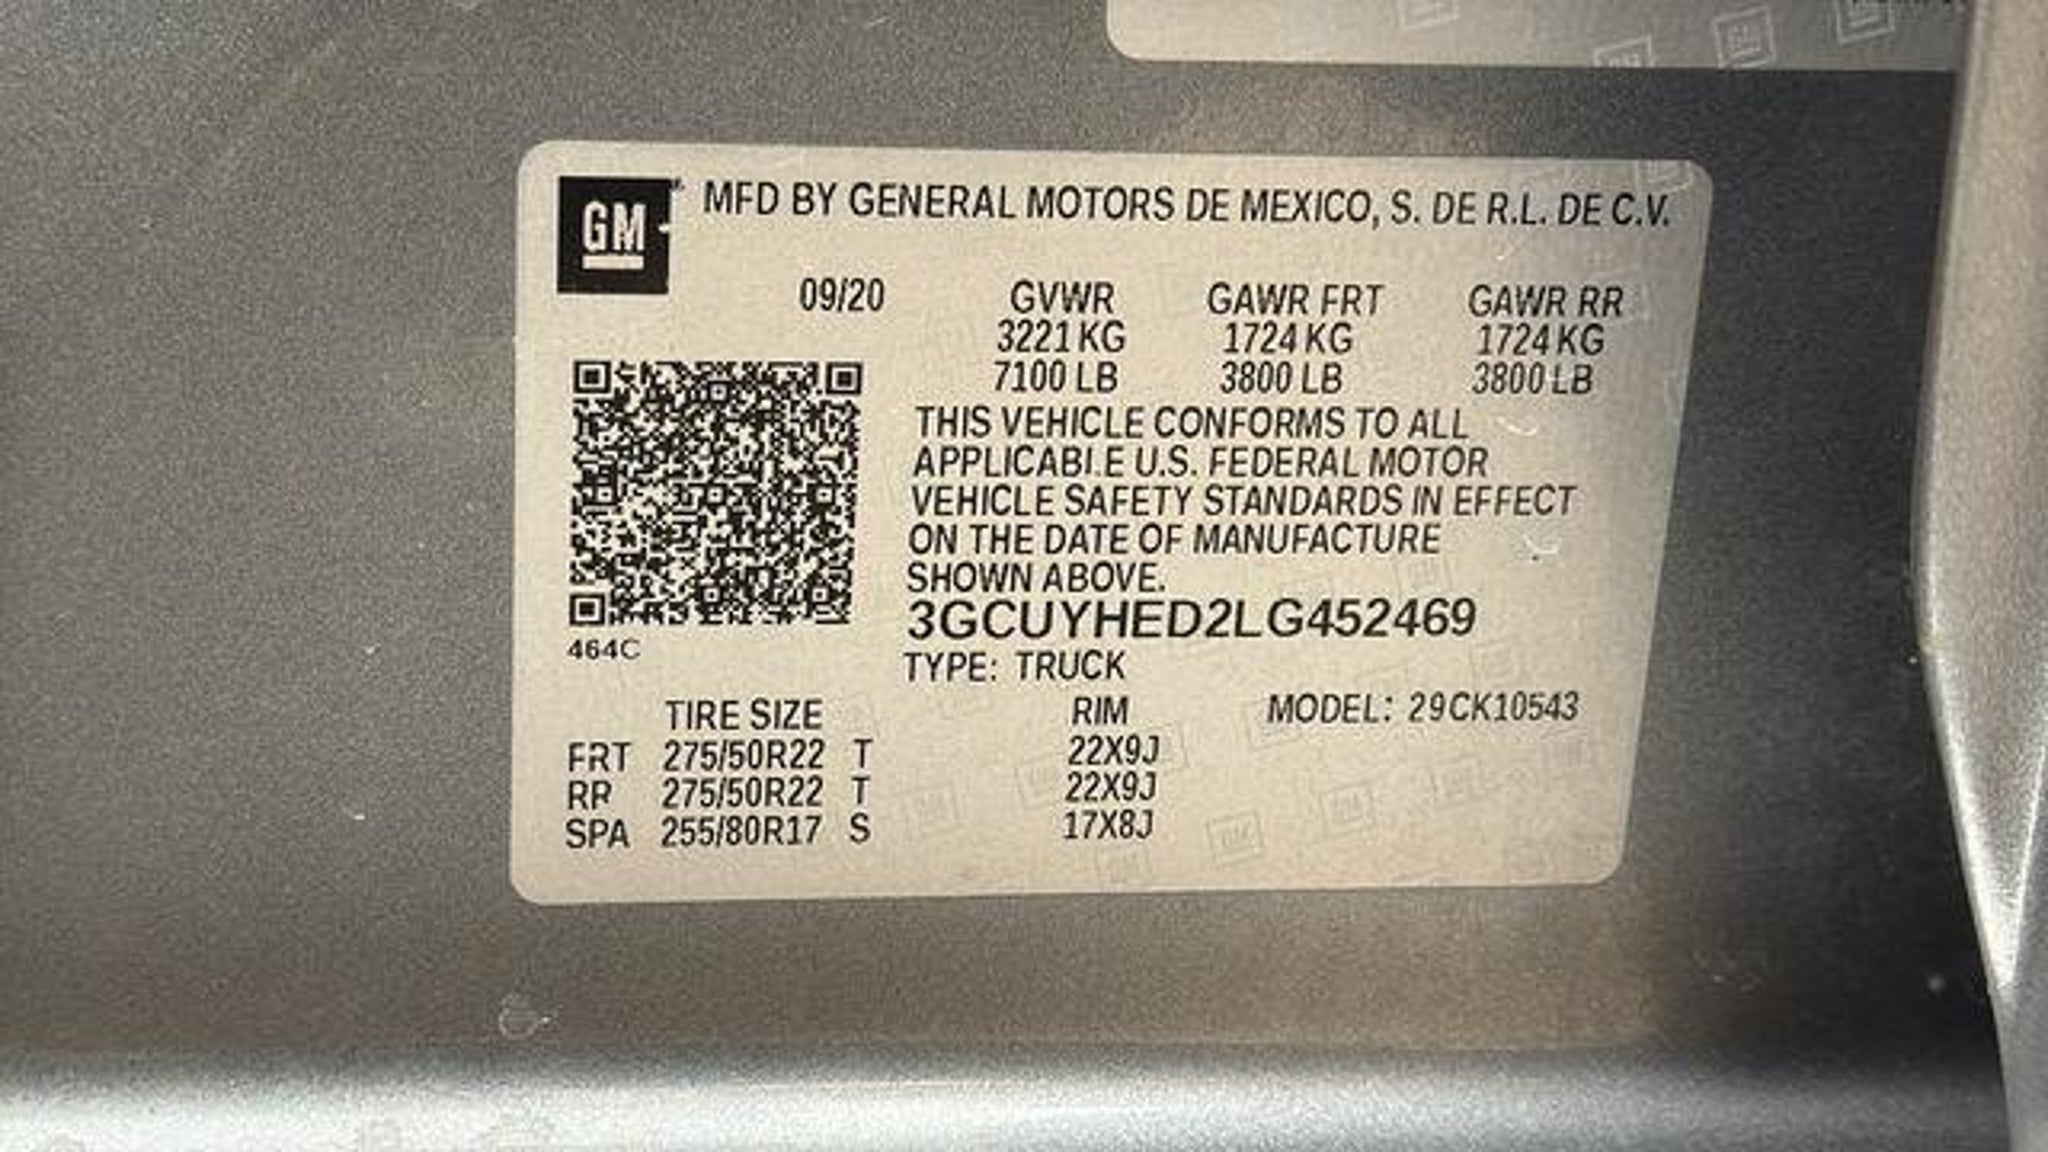 GM
MFD BY GENERAL MOTORS DE MEXICO, S. DE R.L. DE C.V.
09/20 GVWR GAWR FRT GAWR RR
3221 KG 1724 KG 1724 KG
7100 LB 3800 LB 3800 LB
THIS VEHICLE CONFORMS TO ALL
APPLICABLE U.S. FEDERAL MOTOR
VEHICLE SAFETY STANDARDS IN EFFECT
ON THE DATE OF MANUFACTURE
SHOWN ABOVE.
3GCUYHED2LG452469
464C
TYPE: TRUCK
TIRE SIZE RIM MODEL: 29CK10543
FRT 275/50R22 T 22X9J
RR 275/50R22 T 22X9J
SPA 255/80R17 S 17X8J